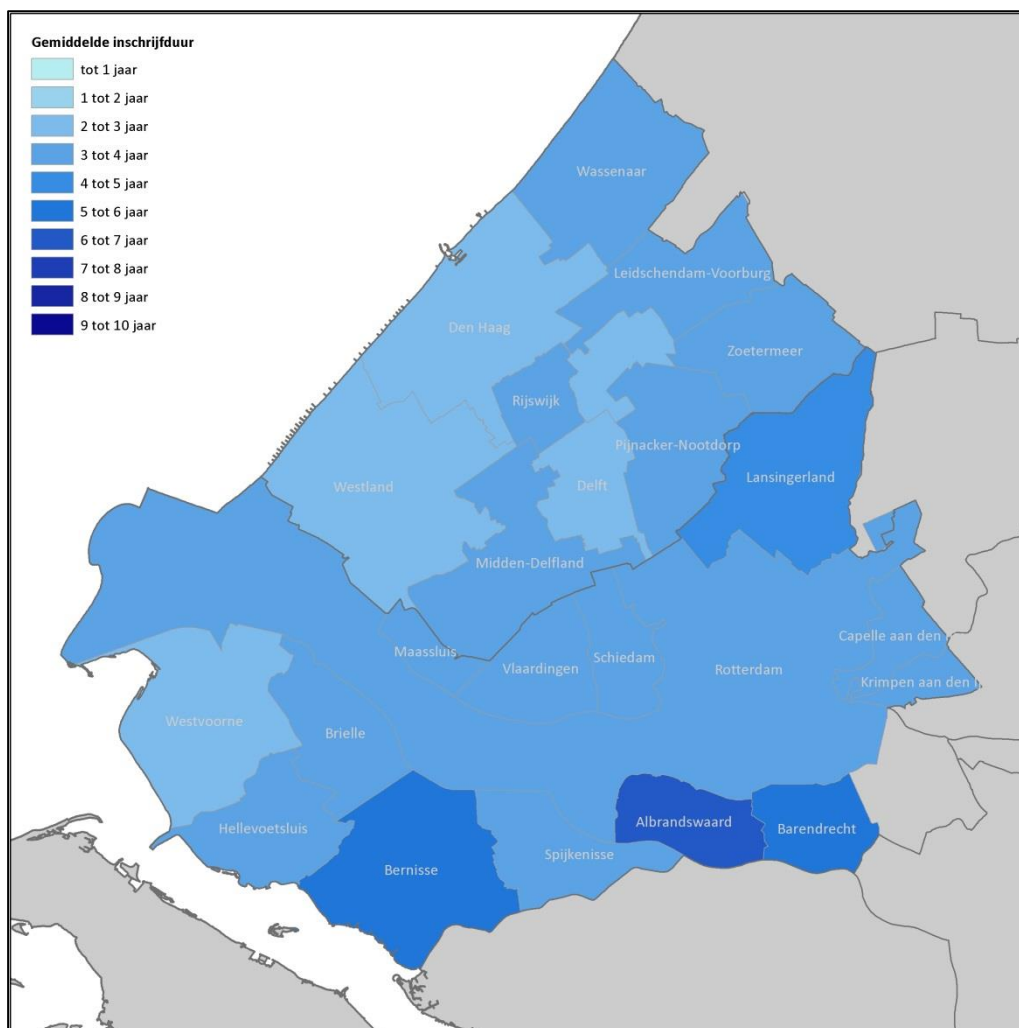 Gemiddelde inschrijfduur
tot 1 jaar
1 tot 2 jaar
2 tot 3 jaar
3 tot 4 jaar
4 tot 5 jaar
5 tot 6 jaar
6 tot 7 jaar
7 tot 8 jaar
8 tot 9 jaar
9 tot 10 jaar
Wassenaar
Leidschendam-Voorburg
Den Haag
Zoetermeer
Rijswijk
Pijnacker-Nootdorp
Lansingerland
Westland
Delft
Midden-Delfland
Capelle aan den I
Maassluis
Schiedam
Vlaardingen
Rotterdam
Krimpen aan den I
Westvoorne
Brielle
Albrandswaard
Barendrecht
Hellevoetsluis
Spijkenisse
Bernisse